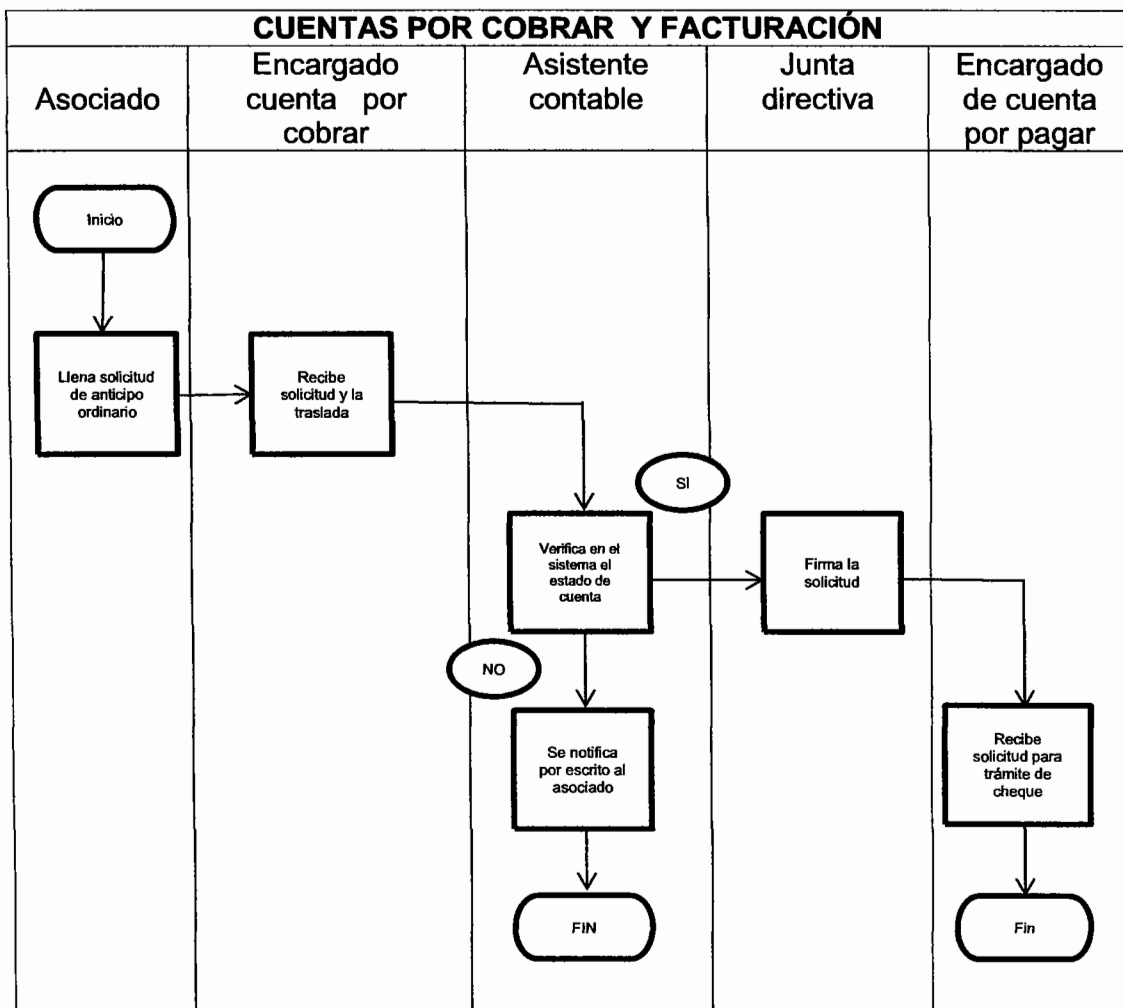 CUENTAS POR COBRAR Y FACTURACIÓN
Asociado
Encargado
cuenta por
cobrar
Asistente
contable
Junta
directiva
Encargado
de cuenta
por pagar
Inicio
Llena solicitud
de anticipo
ordinario
Recibe
solicitud y la
traslada
SI
Verifica en el
sistema el
estado de
cuenta
Firma la
solicitud
NO
Se notifica
por escrito al
asociado
Recibe
solicitud para
trámite de
cheque
FIN
Fin